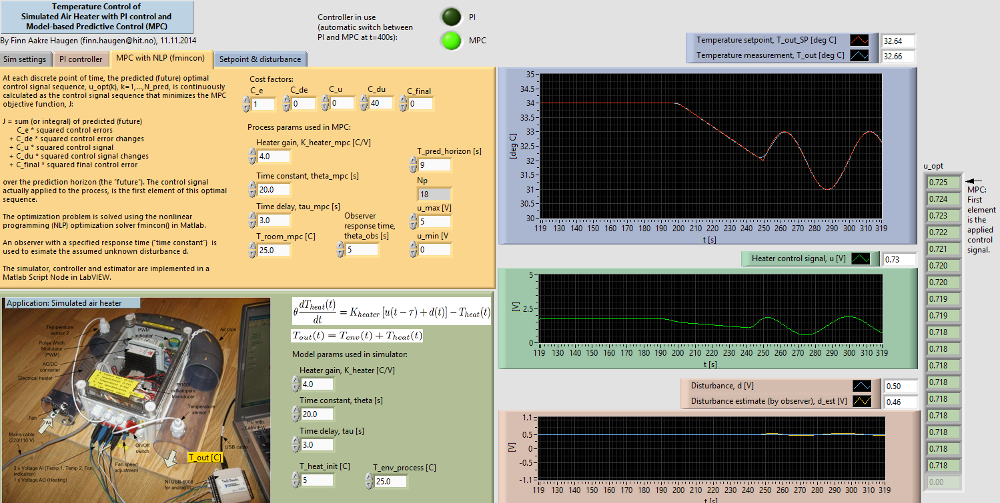 Temperature Control of
Simulated Air Heater with PI control and
Model-based Predictive Control (MPC)
By Finn Aakre Haugen (finn.haugen@hit.no), 11.11.2014
Controller in use
(automatic switch between
PI and MPC at t=400s):
PI
MPC
Sim settings
PI controller
MPC with NLP (fmincon)
Setpoint & disturbance
At each discrete point of time, the predicted (future) optimal
control signal sequence, u_opt(k), k=1,...,N_pred, is continuously
calculated as the control signal sequence that minimizes the MPC
objective function, J:
J = sum (or integral) of predicted (future)
C_e * squared control errors
+ C_de * squared control error changes
+ C_u * squared control signal
+ C_du * squared control signal changes
+ C_final * squared final control error
over the prediction horizon (the "future"). The control signal
actually applied to the process, is the first element of this optimal
sequence.
The optimization problem is solved using the nonlinear
programming (NLP) optimization solver fmincon() in Matlab.
An observer with a specified response time ("time constant") is
used to esimate the assumed unknown disturbance d.
The simulator, controller and estimator are implemented in a
Matlab Script Node in LabVIEW.
Cost factors:
C_e C_de C_u C_du C_final
1 0 0 40 0
Process params used in MPC:
Heater gain, K_heater_mpc [C/V]
4.0
Time constant, theta_mpc [s]
20.0
Time delay, tau_mpc [s]
3.0
T_room_mpc [C]
25.0
Observer
response time,
theta_obs [s]
5
T_pred_horizon [s]
9
Np
18
u_max [V]
5
u_min [V
0
Application: Simulated air heater
Temperature
sensor 2
PWM
indicator
Air pipe
Pulse Width
Modulator
(PWM)
AC/DC
converter
Electrical heater
Pt100/
milliampere
transducer
Temperature
sensor 1
Fan
Air
PC with
LabVIEW
Mains cable
(220/110 V)
On/Off
switch
USB cable
Fan speed
adjustment
T_out [C]
3 x Voltage AI (Temp 1, Temp 2, Fan
indication)
1 x Voltage AO (Heating)
NI USB-6008
for analog I/O
θ dT_heat(t)/dt = K_heater [u(t − τ) + d(t)] − T_heat(t)
T_out(t) = T_env(t) + T_heat(t)
Model params used in simulator:
Heater gain, K_heater [C/V]
4.0
Time constant, theta [s]
20.0
Time delay, tau [s]
3.0
T_heat_init [C]
5
T_env_process [C]
25.0
Temperature setpoint, T_out_SP [deg C] 32.64
Temperature measurement, T_out [deg C] 32.66
35
34.5
34
33.5
33
32.5
32
31.5
31
30.5
30
[deg C]
119 130 140 150 160 170 180 190 200 210 220 230 240 250 260 270 280 290 300 319
t [s]
Heater control signal, u [V] 0.73
5
2.5
0
[V]
119 130 140 150 160 170 180 190 200 210 220 230 240 250 260 270 280 290 300 319
t [s]
Disturbance, d [V] 0.50
Disturbance estimate (by observer), d_est [V] 0.46
1.1
0.5
0
-0.5
-1.1
[V]
119 130 140 150 160 170 180 190 200 210 220 230 240 250 260 270 280 290 300 319
t [s]
u_opt
0.725
0.724
0.723
0.722
0.721
0.720
0.720
0.719
0.719
0.718
0.718
0.718
0.718
0.718
0.718
0.718
0.718
0.718
0.00
MPC:
First
element
is the
applied
control
signal.